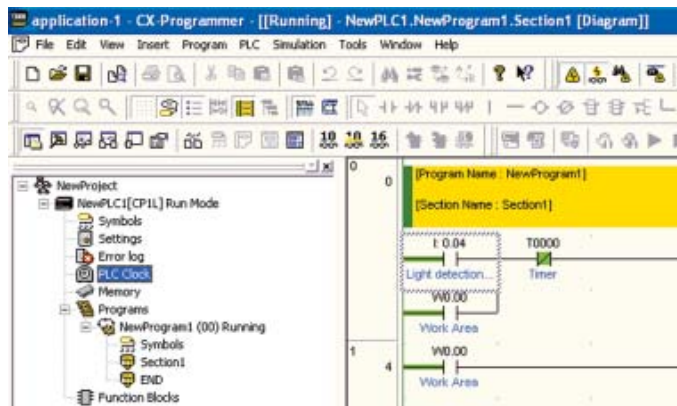 application-1 - CX-Programmer - [[Running] - NewPLC1.NewProgram1.Section1 [Diagram]]
File Edit View Insert Program PLC Simulation Tools Window Help
10 10 16
NewProject
NewPLC1[CP1L] Run Mode
Symbols
Settings
Error log
PLC Clock
Memory
Programs
NewProgram1 (00) Running
Symbols
Section1
END
Function Blocks
0
0
[Program Name : NewProgram1]
[Section Name : Section1]
I: 0.04 T0000
Light detection... Timer
W0.00
Work Area
1
4
W0.00
Work Area